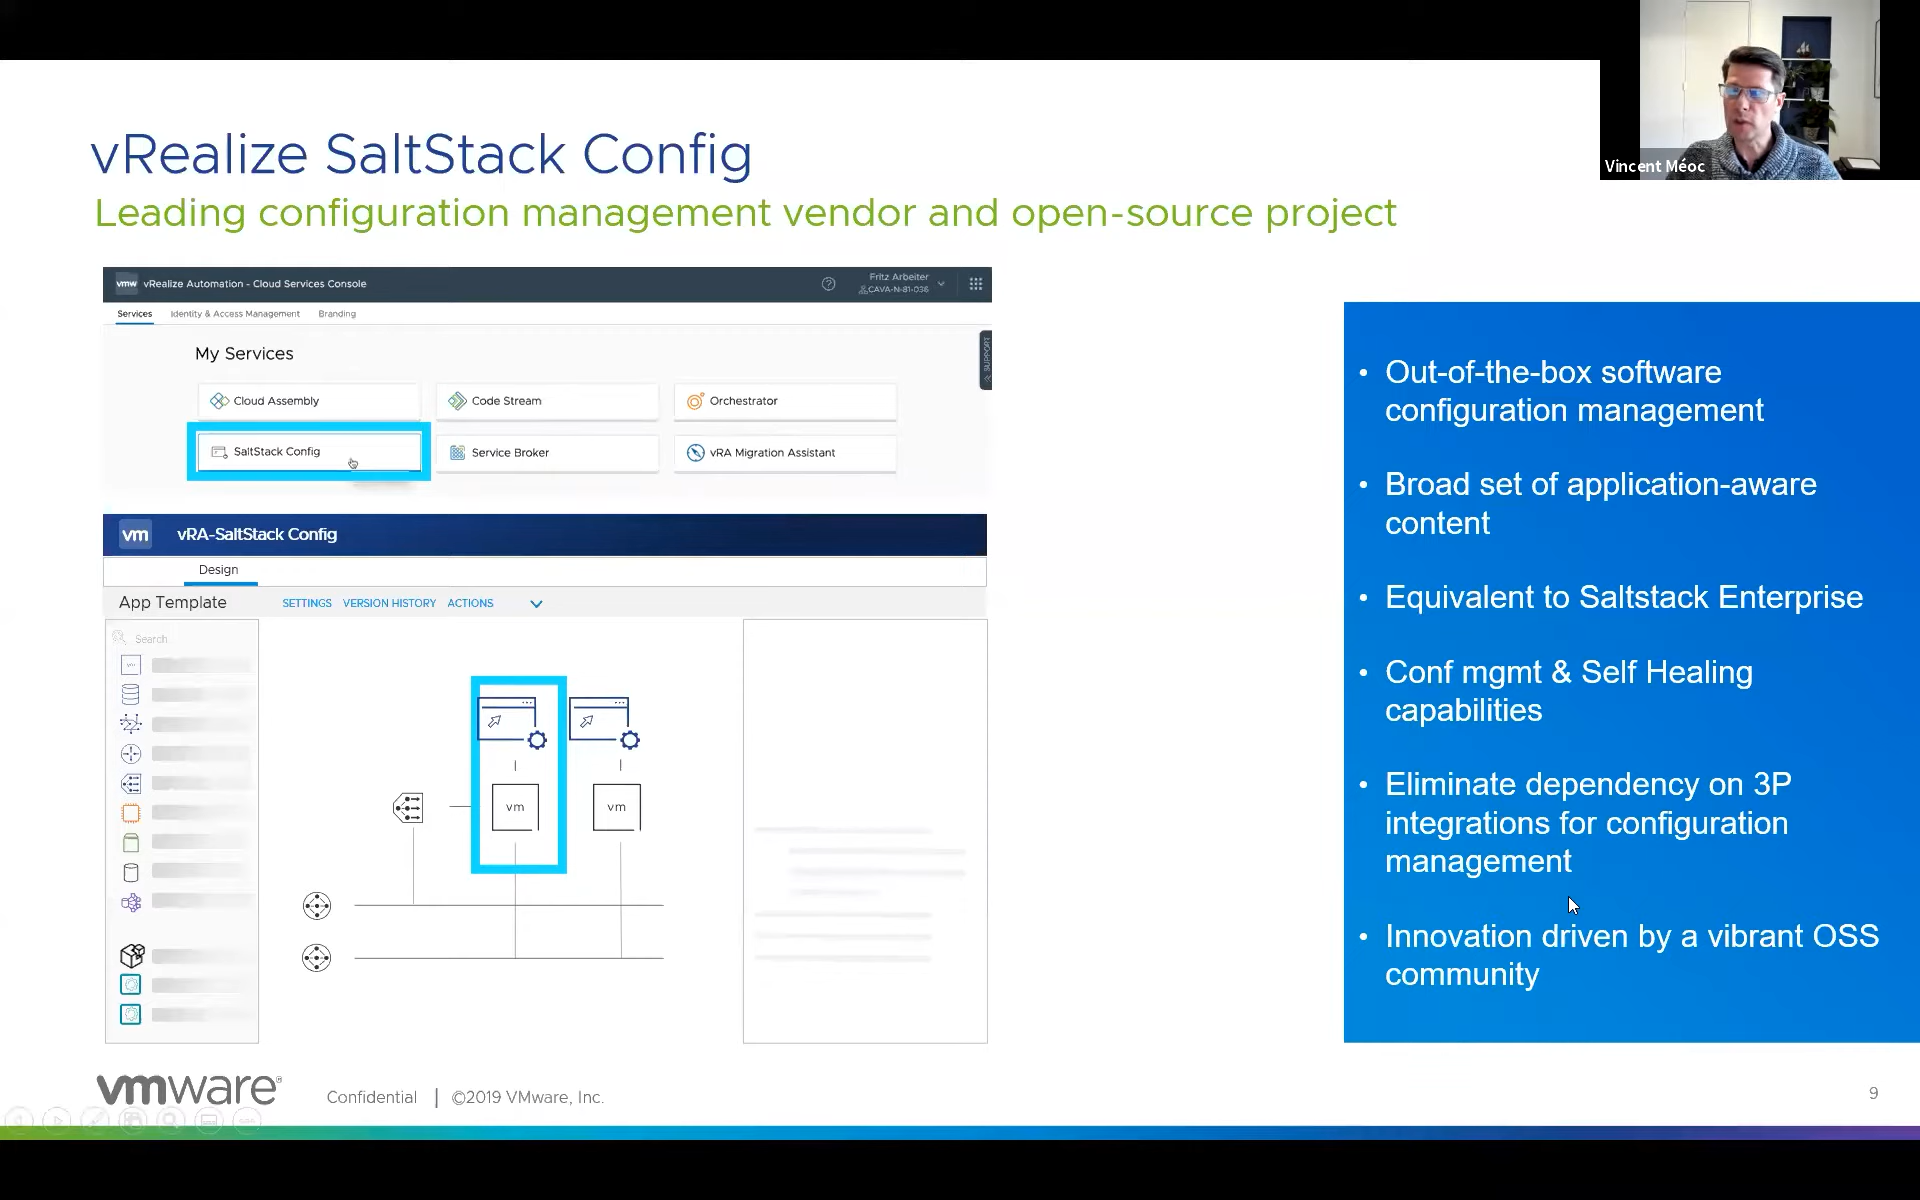 Vincent Méoc
vRealize SaltStack Config
Leading configuration management vendor and open-source project
vmw vRealize Automation - Cloud Services Console
Fritz Arbeiter
CAVA-N-81-036
Services Identity & Access Management Branding
SUPPORT
My Services
Cloud Assembly Code Stream Orchestrator
SaltStack Config Service Broker vRA Migration Assistant
vm vRA-SaltStack Config
Design
App Template SETTINGS VERSION HISTORY ACTIONS
Search
vm vm
• Out-of-the-box software
configuration management
• Broad set of application-aware
content
• Equivalent to Saltstack Enterprise
• Conf mgmt & Self Healing
capabilities
• Eliminate dependency on 3P
integrations for configuration
management
• Innovation driven by a vibrant OSS
community
vmware® Confidential | ©2019 VMware, Inc.
9